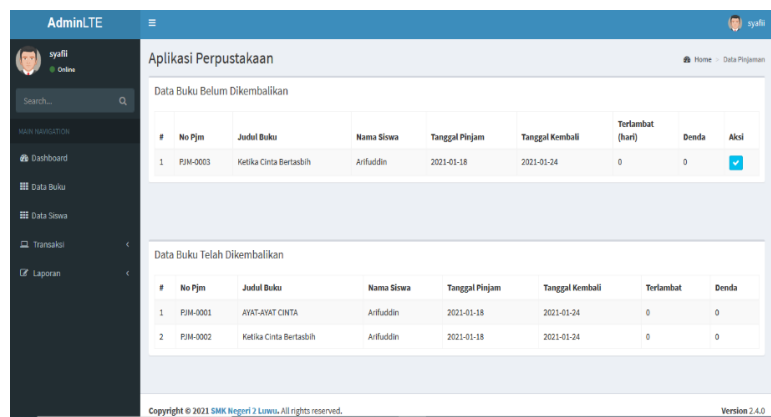 AdminLTE
syafii
syafii
Online
Aplikasi Perpustakaan
Home > Data Pinjaman
Search...
MAIN NAVIGATION
Dashboard
Data Buku
Data Siswa
Transaksi
Laporan
Data Buku Belum Dikembalikan
# No Pjm Judul Buku Nama Siswa Tanggal Pinjam Tanggal Kembali Terlambat (hari) Denda Aksi
1 PJM-0003 Ketika Cinta Bertasbih Arifuddin 2021-01-18 2021-01-24 0 0
Data Buku Telah Dikembalikan
# No Pjm Judul Buku Nama Siswa Tanggal Pinjam Tanggal Kembali Terlambat Denda
1 PJM-0001 AYAT-AYAT CINTA Arifuddin 2021-01-18 2021-01-24 0 0
2 PJM-0002 Ketika Cinta Bertasbih Arifuddin 2021-01-18 2021-01-24 0 0
Copyright © 2021 SMK Negeri 2 Luwu. All rights reserved.
Version 2.4.0